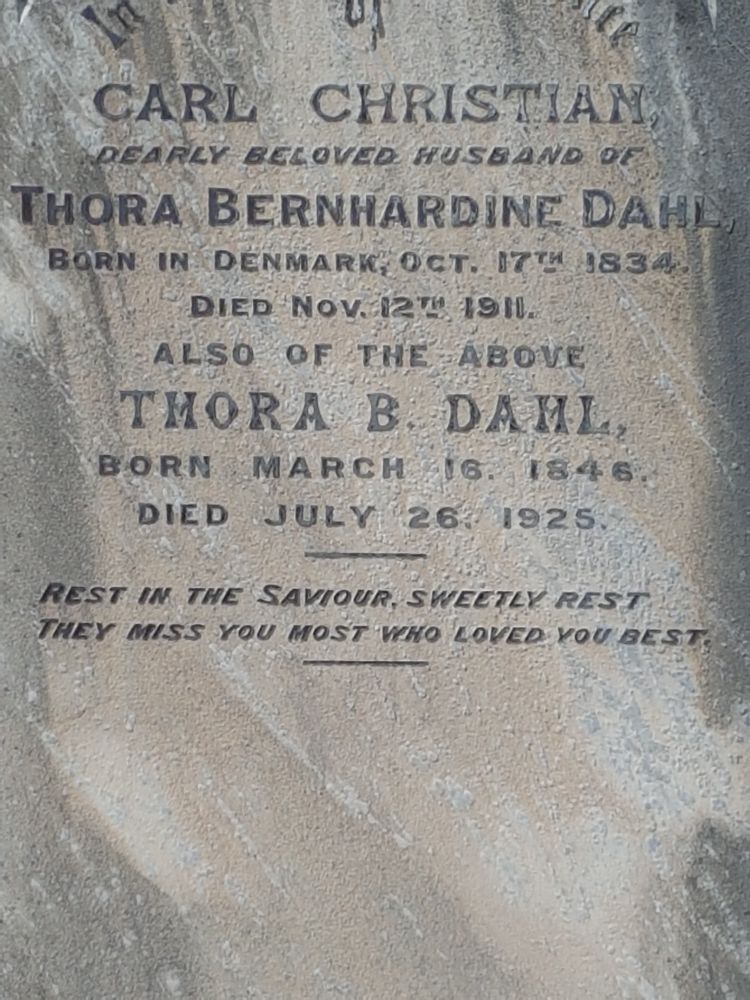 In
of
CARL CHRISTIAN,
DEARLY BELOVED HUSBAND OF
THORA BERNHARDINE DAHL,
BORN IN DENMARK, OCT. 17TH 1834.
DIED NOV. 12TH 1911.
ALSO OF THE ABOVE
THORA B. DAHL,
BORN MARCH 16. 1846.
DIED JULY 26. 1925.
REST IN THE SAVIOUR, SWEETLY REST
THEY MISS YOU MOST WHO LOVED YOU BEST.